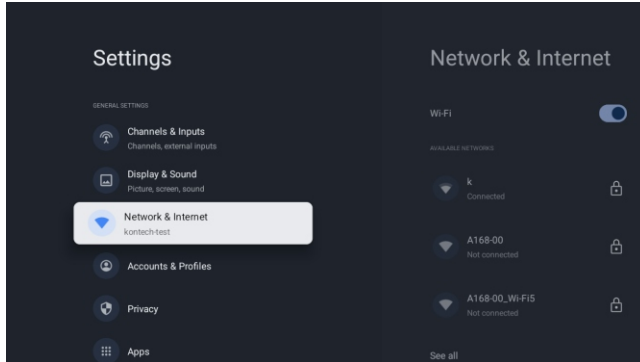 Settings
GENERAL SETTINGS
Channels & Inputs
Channels, external inputs
Display & Sound
Picture, screen, sound
Network & Internet
kontech-test
Accounts & Profiles
Privacy
Apps
Network & Internet
Wi-Fi
AVAILABLE NETWORKS
k
Connected
A168-00
Not connected
A168-00_Wi-Fi5
Not connected
See all